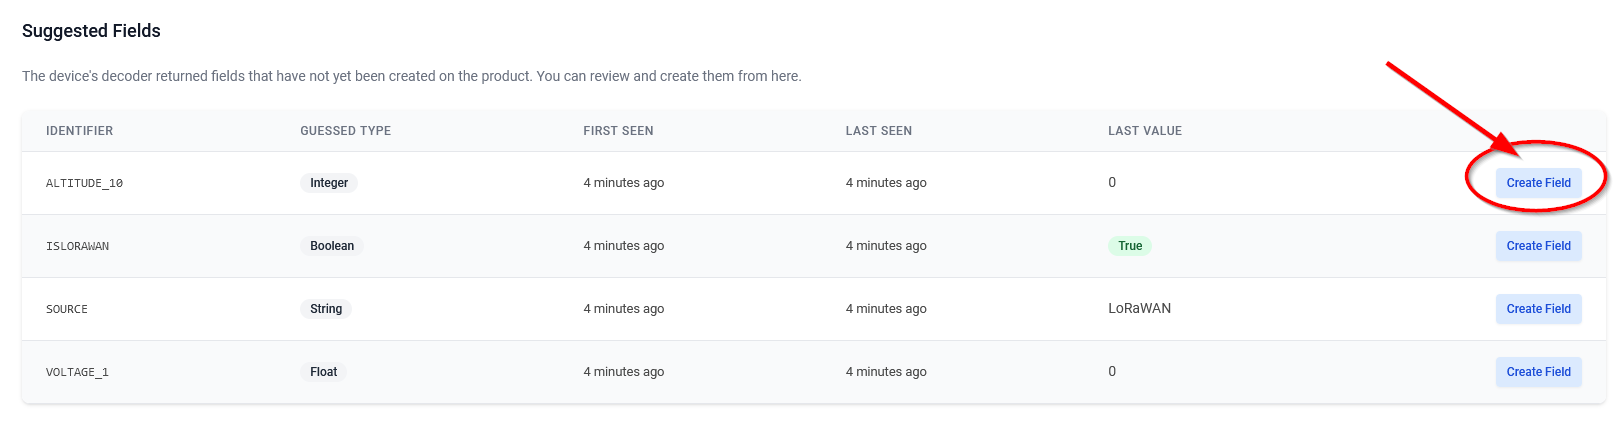 Suggested Fields
The device's decoder returned fields that have not yet been created on the product. You can review and create them from here.
IDENTIFIER GUESSED TYPE FIRST SEEN LAST SEEN LAST VALUE
ALTITUDE_10 Integer 4 minutes ago 4 minutes ago 0 Create Field
ISLORAWAN Boolean 4 minutes ago 4 minutes ago True Create Field
SOURCE String 4 minutes ago 4 minutes ago LoRaWAN Create Field
VOLTAGE_1 Float 4 minutes ago 4 minutes ago 0 Create Field